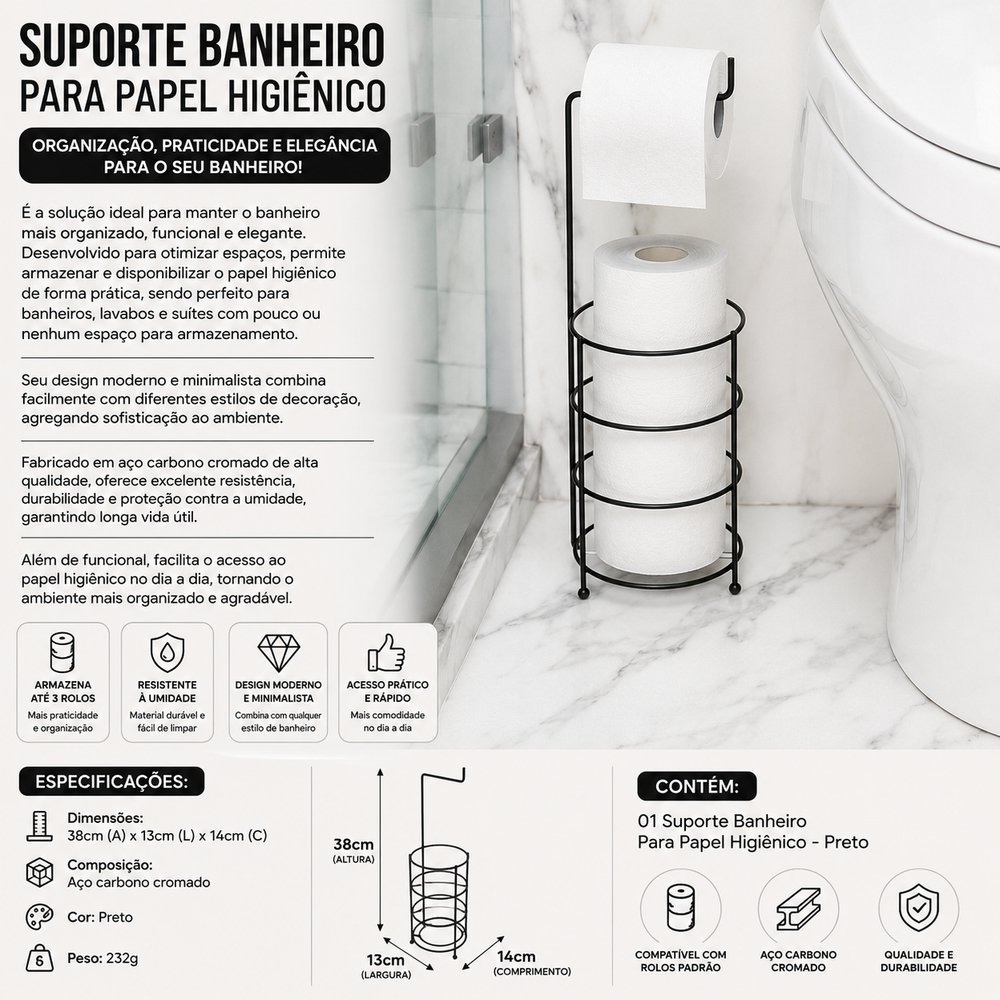 SUPORTE BANHEIRO
PARA PAPEL HIGIÊNICO
ORGANIZAÇÃO, PRATICIDADE E ELEGÂNCIA
PARA O SEU BANHEIRO!
É a solução ideal para manter o banheiro
mais organizado, funcional e elegante.
Desenvolvido para otimizar espaços, permite
armazenar e disponibilizar o papel higiênico
de forma prática, sendo perfeito para
banheiros, lavabos e suítes com pouco ou
nenhum espaço para armazenamento.
Seu design moderno e minimalista combina
facilmente com diferentes estilos de decoração,
agregando sofisticação ao ambiente.
Fabricado em aço carbono cromado de alta
qualidade, oferece excelente resistência,
durabilidade e proteção contra a umidade,
garantindo longa vida útil.
Além de funcional, facilita o acesso ao
papel higiênico no dia a dia, tornando o
ambiente mais organizado e agradável.
ARMAZENA
ATÉ 3 ROLOS
Mais praticidade
e organização
RESISTENTE
À UMIDADE
Material durável e
fácil de limpar
DESIGN MODERNO
E MINIMALISTA
Combina com qualquer
estilo de banheiro
ACESSO PRÁTICO
E RÁPIDO
Mais comodidade
no dia a dia
ESPECIFICAÇÕES:
Dimensões:
38cm (A) x 13cm (L) x 14cm (C)
Composição:
Aço carbono cromado
Cor: Preto
6
Peso: 232g
38cm
(ALTURA)
13cm
(LARGURA)
14cm
(COMPRIMENTO)
CONTÉM:
01 Suporte Banheiro
Para Papel Higiênico - Preto
COMPATÍVEL COM
ROLOS PADRÃO
AÇO CARBONO
CROMADO
QUALIDADE E
DURABILIDADE